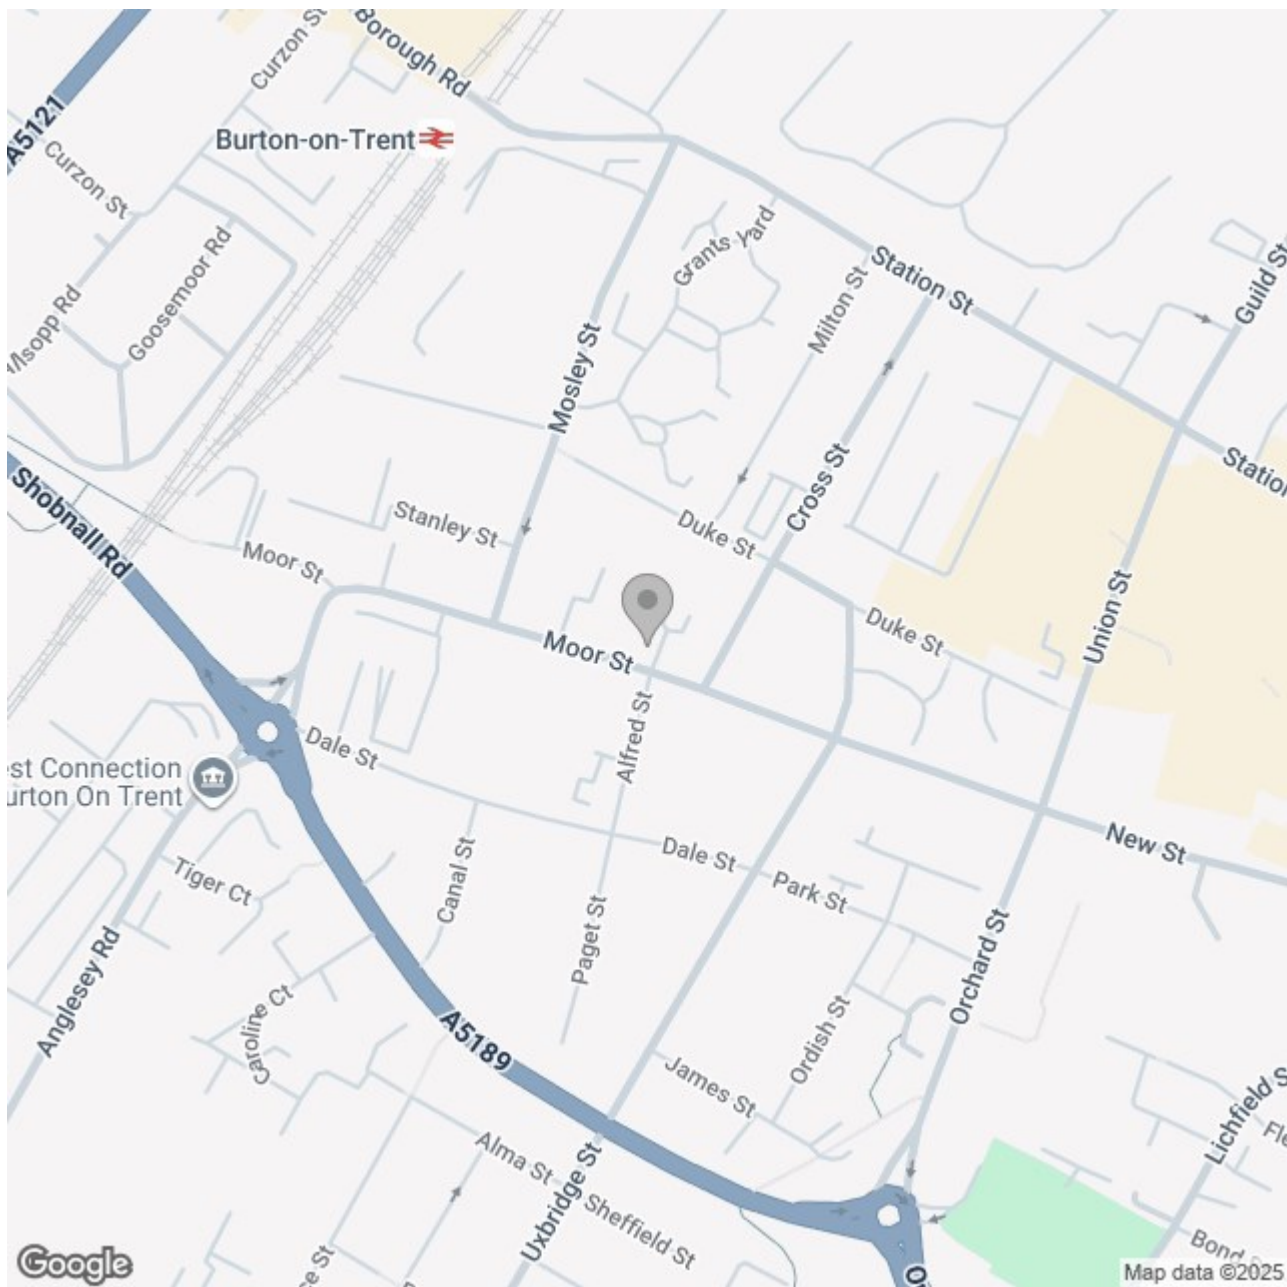 Borough Rd
Curzon St
A5121
Burton-on-Trent
Curzon St
Goosemoor Rd
Grants Yard
Station St
Milton St
Guild St
Mosley St
Cross St
Station
Shobnall Rd
Stanley St
Duke St
Moor St
Duke St
Union St
Moor St
Alfred St
Dale St
est Connection
urton On Trent
New St
Dale St
Park St
Tiger Ct
Canal St
Paget St
Orchard St
Anglesey Rd
Caroline Ct
A5189
Ordish St
James St
Lichfield S
Fle
Alma St
Sheffield St
Uxbridge St
Bond
Google
Map data ©2025